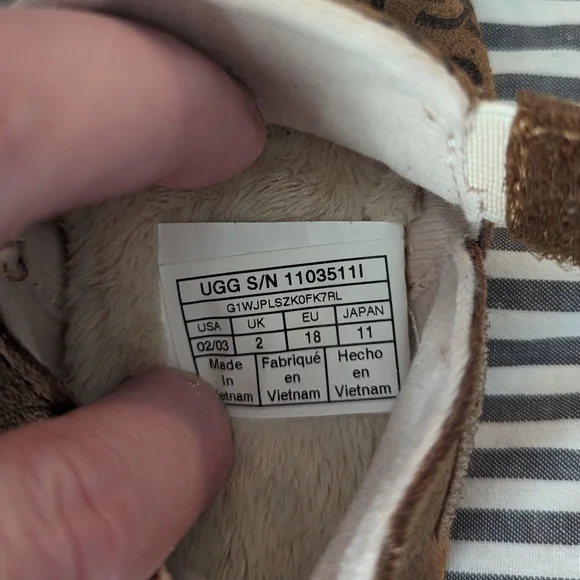 UGG S/N 1103511I
G1WJPLSZK0FK7RL
USA UK EU JAPAN
02/03 2 18 11
Made Fabriqué Hecho
In en en
Vietnam Vietnam